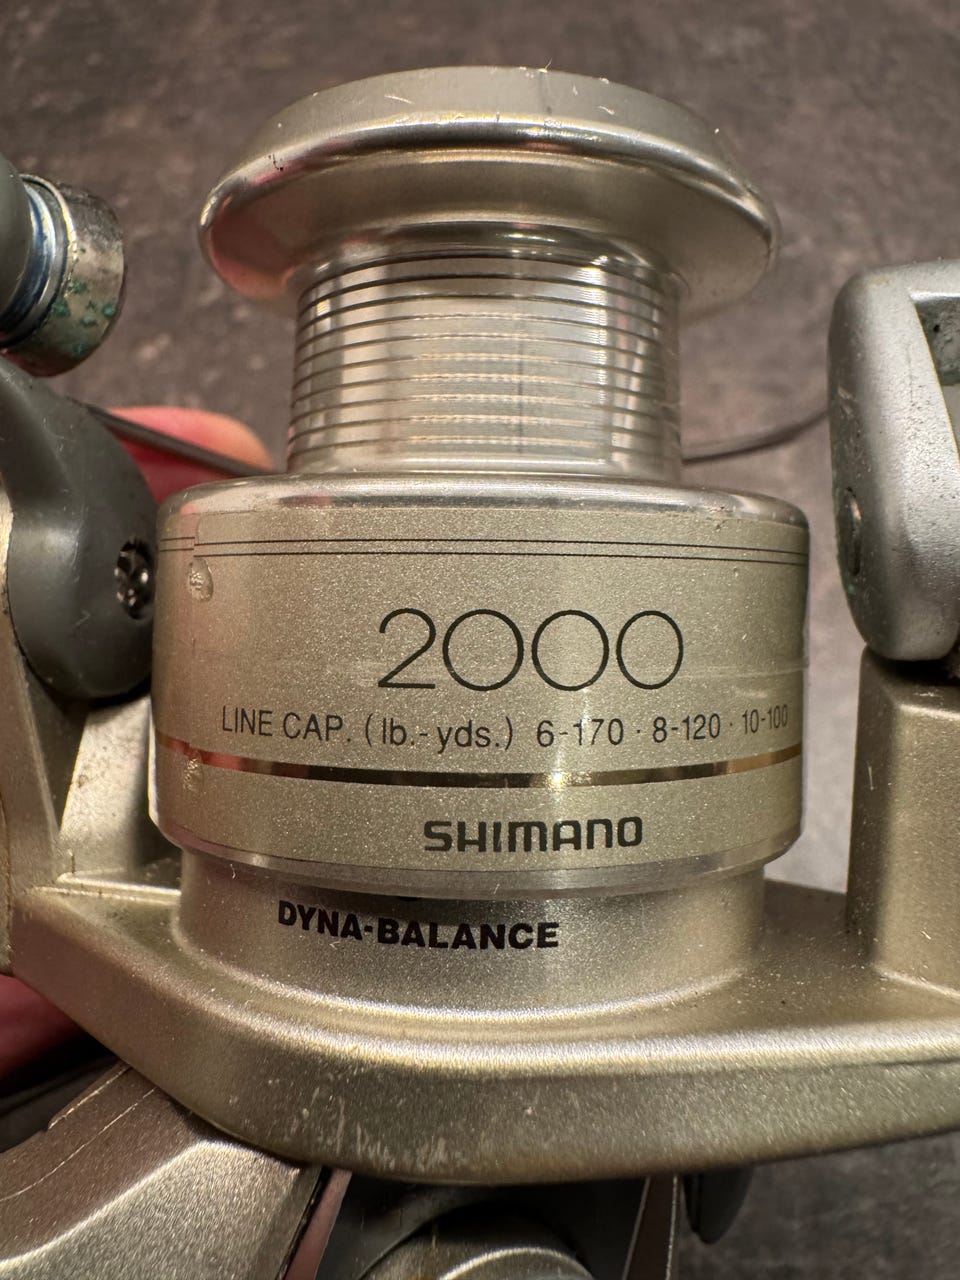 2000
LINE CAP. (lb.-yds.) 6-170 · 8-120 · 10-100
SHIMANO
DYNA-BALANCE